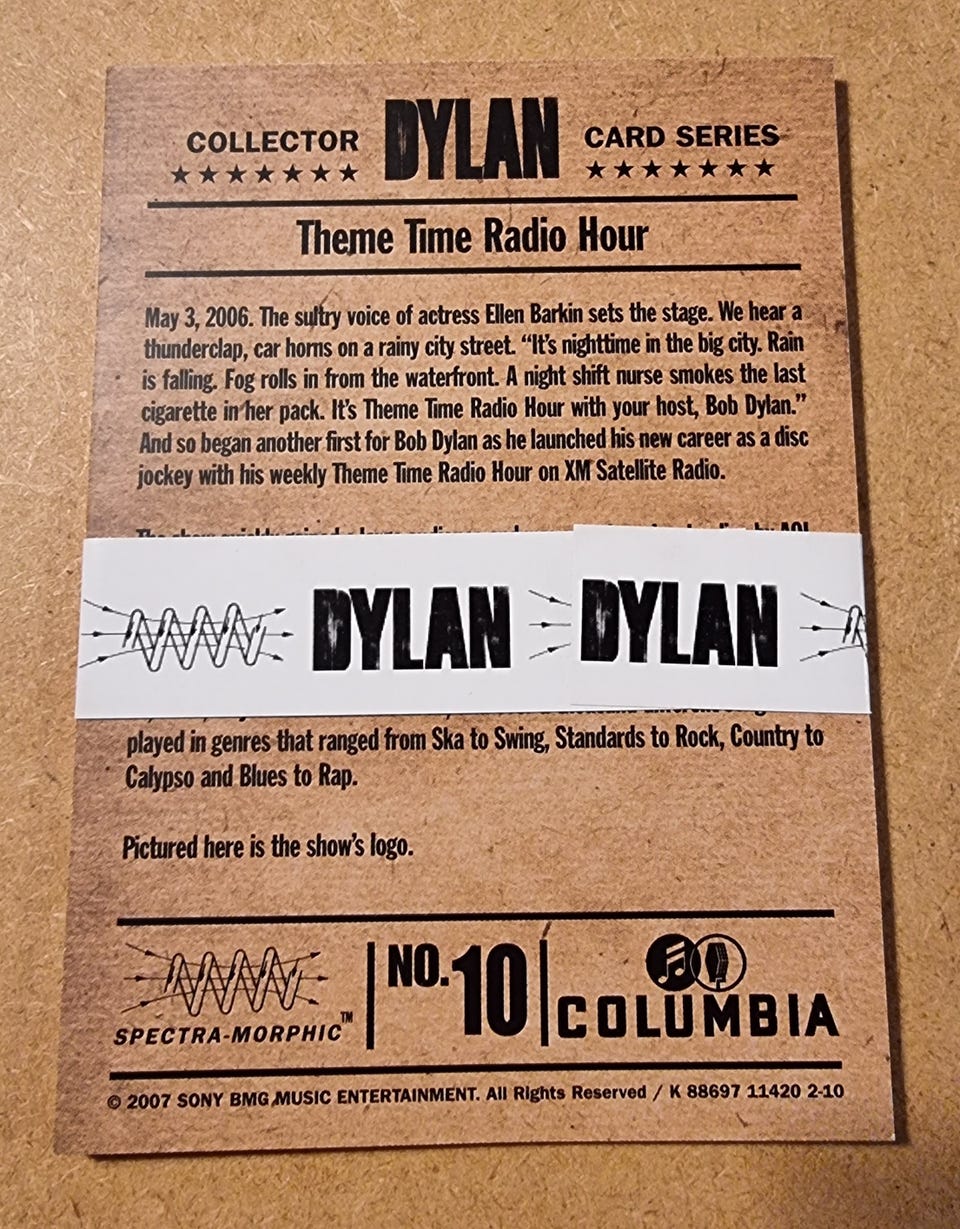 COLLECTOR DYLAN CARD SERIES
Theme Time Radio Hour
May 3, 2006. The sultry voice of actress Ellen Barkin sets the stage. We hear a
thunderclap, car horns on a rainy city street. “It’s nighttime in the big city. Rain
is falling. Fog rolls in from the waterfront. A night shift nurse smokes the last
cigarette in her pack. It’s Theme Time Radio Hour with your host, Bob Dylan.”
And so began another first for Bob Dylan as he launched his new career as a disc
jockey with his weekly Theme Time Radio Hour on XM Satellite Radio.
DYLAN DYLAN
played in genres that ranged from Ska to Swing, Standards to Rock, Country to
Calypso and Blues to Rap.
Pictured here is the show’s logo.
SPECTRA-MORPHIC™ NO. 10 COLUMBIA
© 2007 SONY BMG MUSIC ENTERTAINMENT. All Rights Reserved / K 88697 11420 2-10